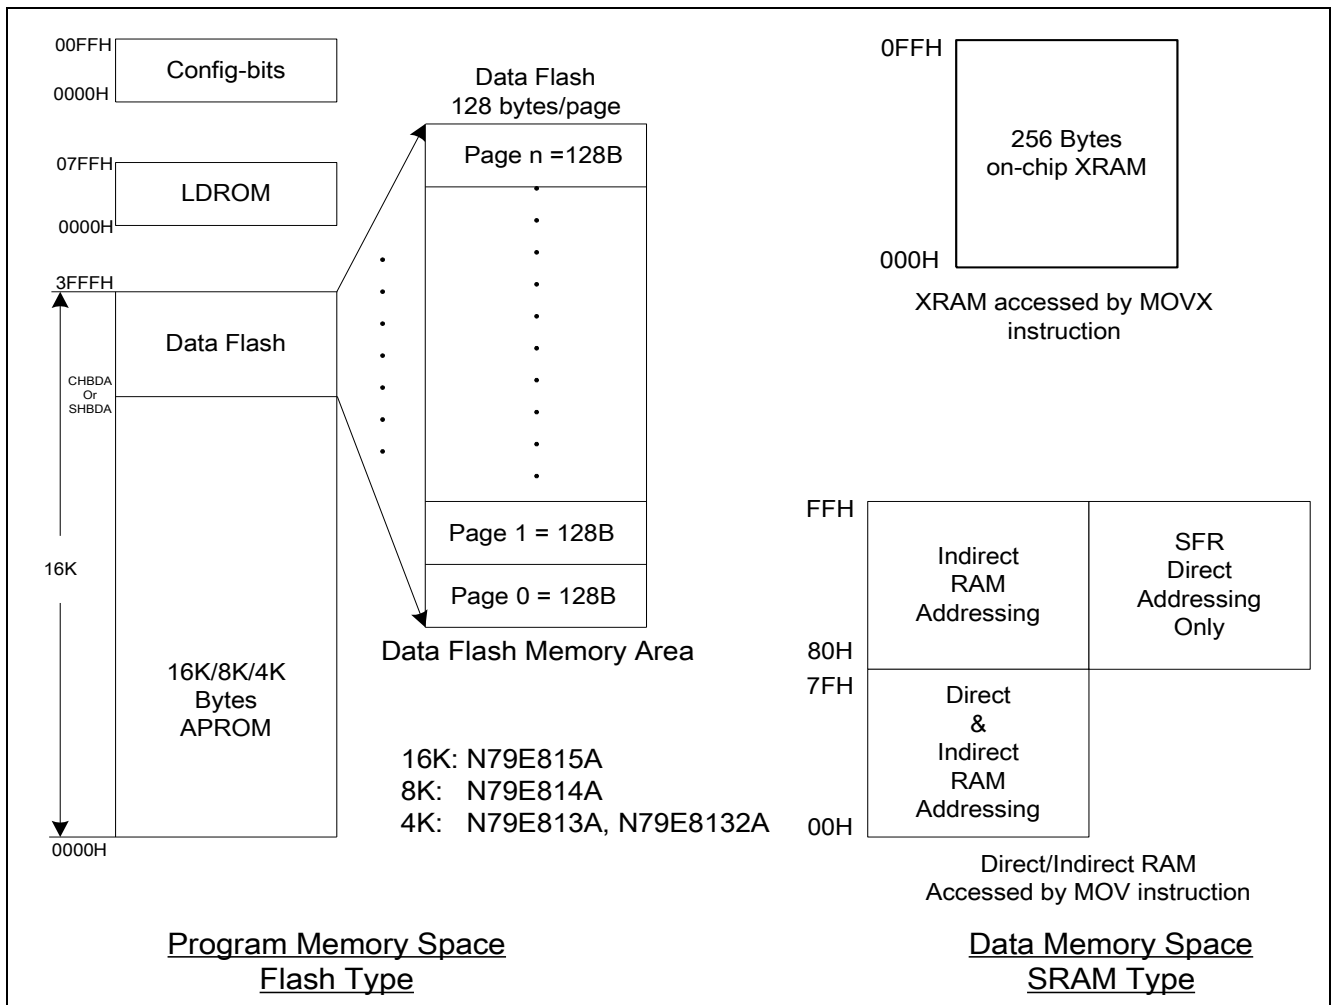 00FFH
Config-bits
0000H
07FFH
LDROM
0000H
3FFFH
Data Flash
CHBDA
Or
SHBDA
16K
16K/8K/4K
Bytes
APROM
0000H
Data Flash
128 bytes/page
Page n =128B
Page 1 = 128B
Page 0 = 128B
Data Flash Memory Area
16K: N79E815A
8K: N79E814A
4K: N79E813A, N79E8132A
Program Memory Space
Flash Type
0FFH
256 Bytes
on-chip XRAM
000H
XRAM accessed by MOVX
instruction
FFH
Indirect
RAM
Addressing
SFR
Direct
Addressing
Only
80H
7FH
Direct
&
Indirect
RAM
Addressing
00H
Direct/Indirect RAM
Accessed by MOV instruction
Data Memory Space
SRAM Type